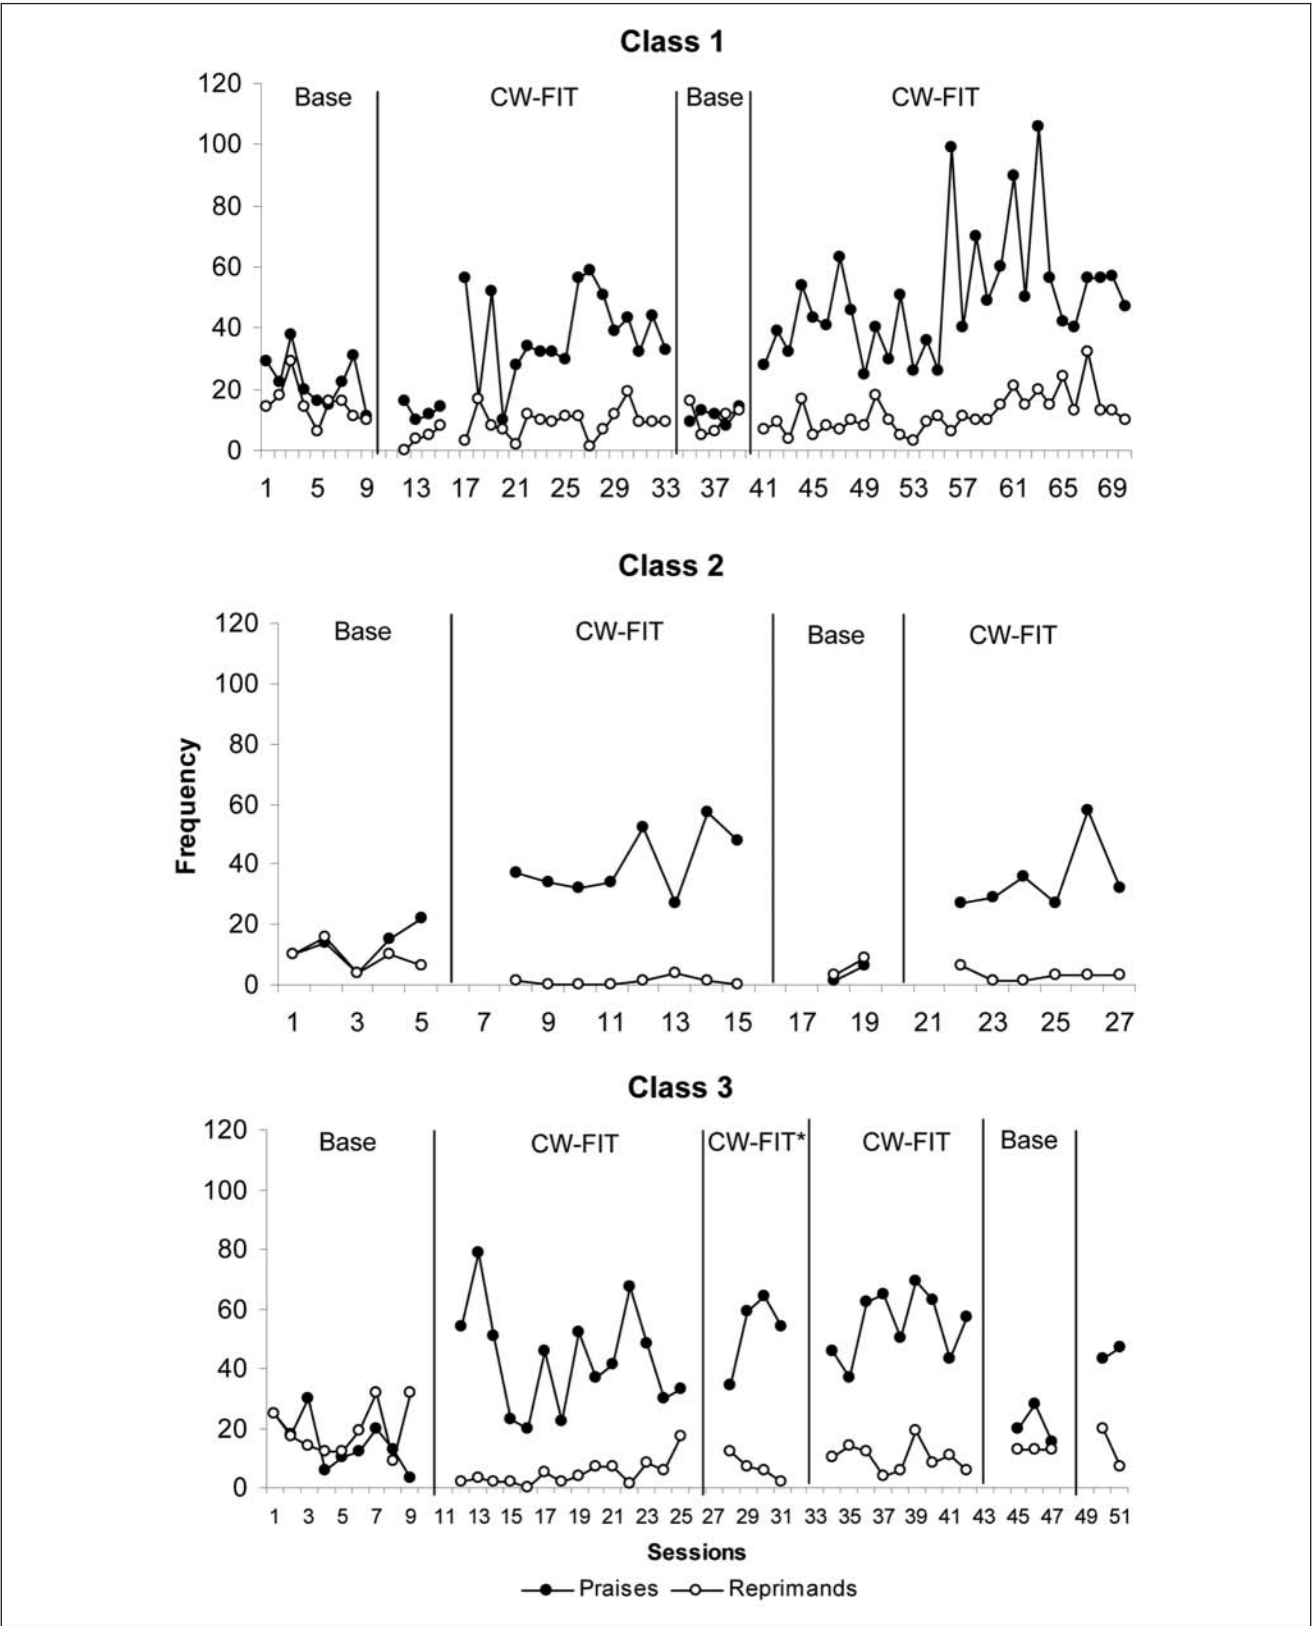 Class 1
120
Base CW-FIT Base CW-FIT
100
80
60
40
20
0
1 5 9 13 17 21 25 29 33 37 41 45 49 53 57 61 65 69
Class 2
Frequency
120
Base CW-FIT Base CW-FIT
100
80
60
40
20
0
1 3 5 7 9 11 13 15 17 19 21 23 25 27
Class 3
120
Base CW-FIT CW-FIT* CW-FIT Base
100
80
60
40
20
0
1 3 5 7 9 11 13 15 17 19 21 23 25 27 29 31 33 35 37 39 41 43 45 47 49 51
Sessions
Praises Reprimands